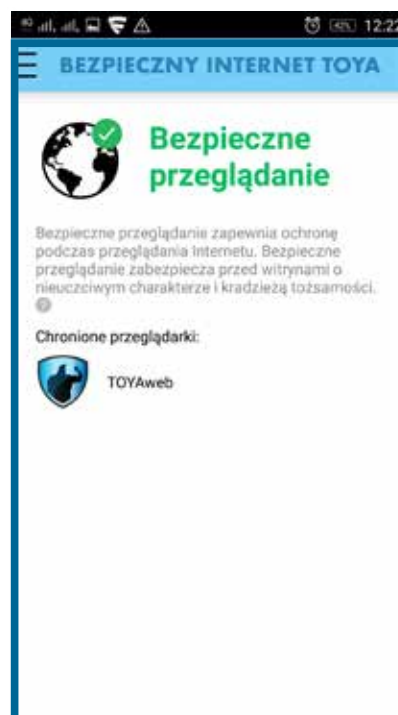 42% 12:22
BEZPIECZNY INTERNET TOYA
Bezpieczne
przeglądanie
Bezpieczne przeglądanie zapewnia ochronę
podczas przeglądania Internetu. Bezpieczne
przeglądanie zabezpiecza przed witrynami o
nieuczciwym charakterze i kradzieżą tożsamości.
Chronione przeglądarki:
TOYAweb